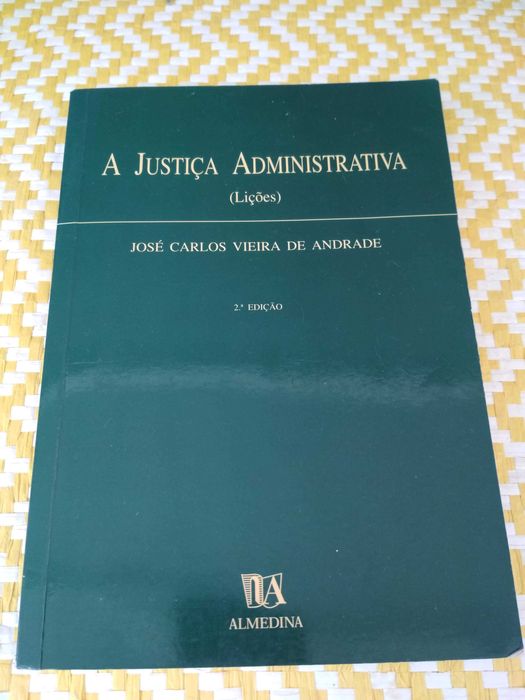 A JUSTIÇA ADMINISTRATIVA
(Lições)
JOSÉ CARLOS VIEIRA DE ANDRADE
2.ª EDIÇÃO
ALMEDINA